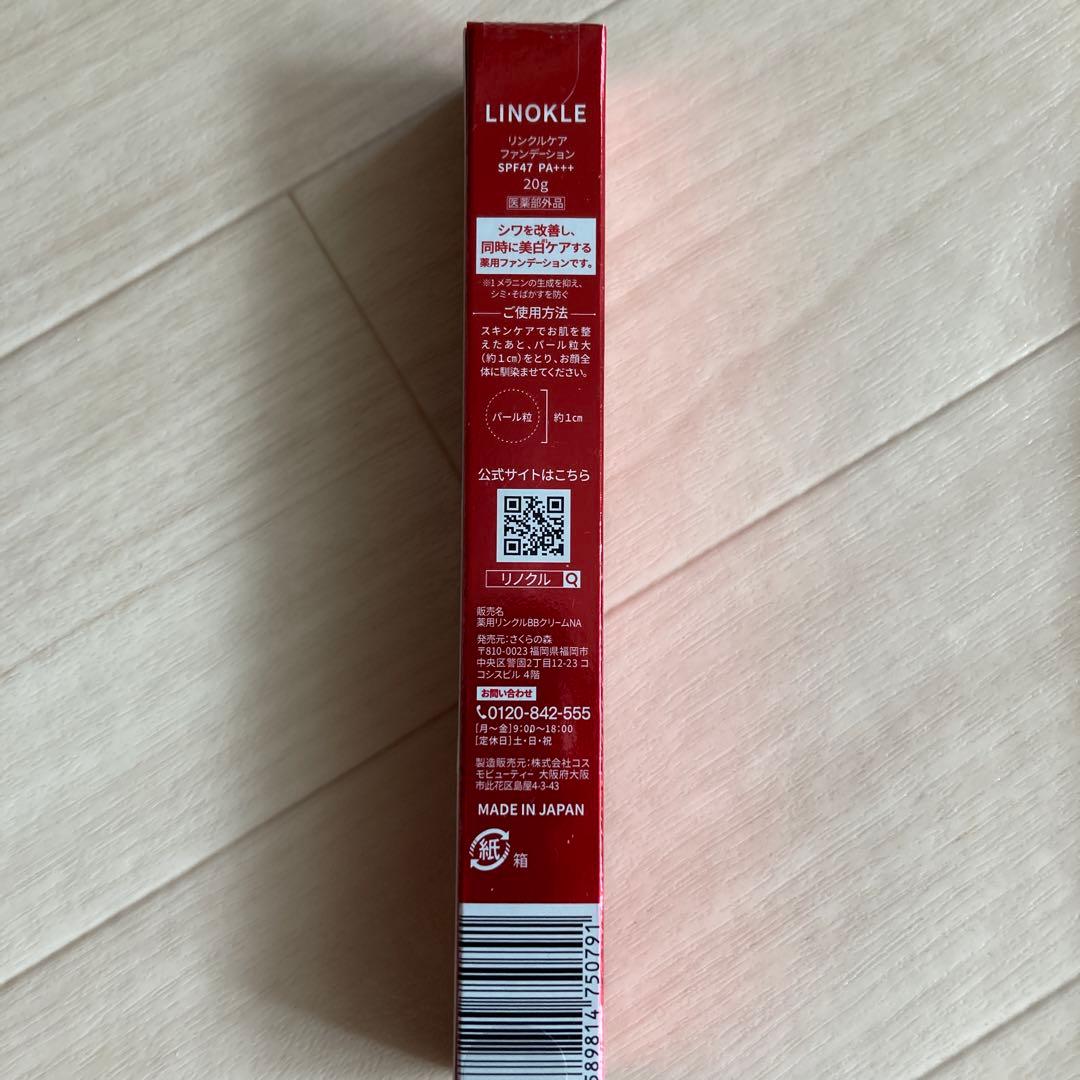 LINOKLE
リンクルケア
ファンデーション
SPF47 PA+++
20g
医薬部外品
シワを改善し、
同時に美白ケアする
薬用ファンデーションです。
※1 メラニンの生成を抑え、
シミ・そばかすを防ぐ
ご使用方法
スキンケアでお肌を整
えたあと、パール粒大
(約1㎝)をとり、お顔全
体に馴染ませてください。
パール粒
約1㎝
公式サイトはこちら
リノクル
販売名
薬用リンクルBBクリームNA
発売元:さくらの森
〒810-0023 福岡県福岡市
中央区警固2丁目12-23 コ
コシスビル 4階
お問い合わせ
0120-842-555
[月〜金]9:00〜18:00
[定休日]土・日・祝
製造販売元:株式会社コス
モビューティー 大阪府大阪
市此花区島屋4-3-43
MADE IN JAPAN
紙
箱
589814 750791